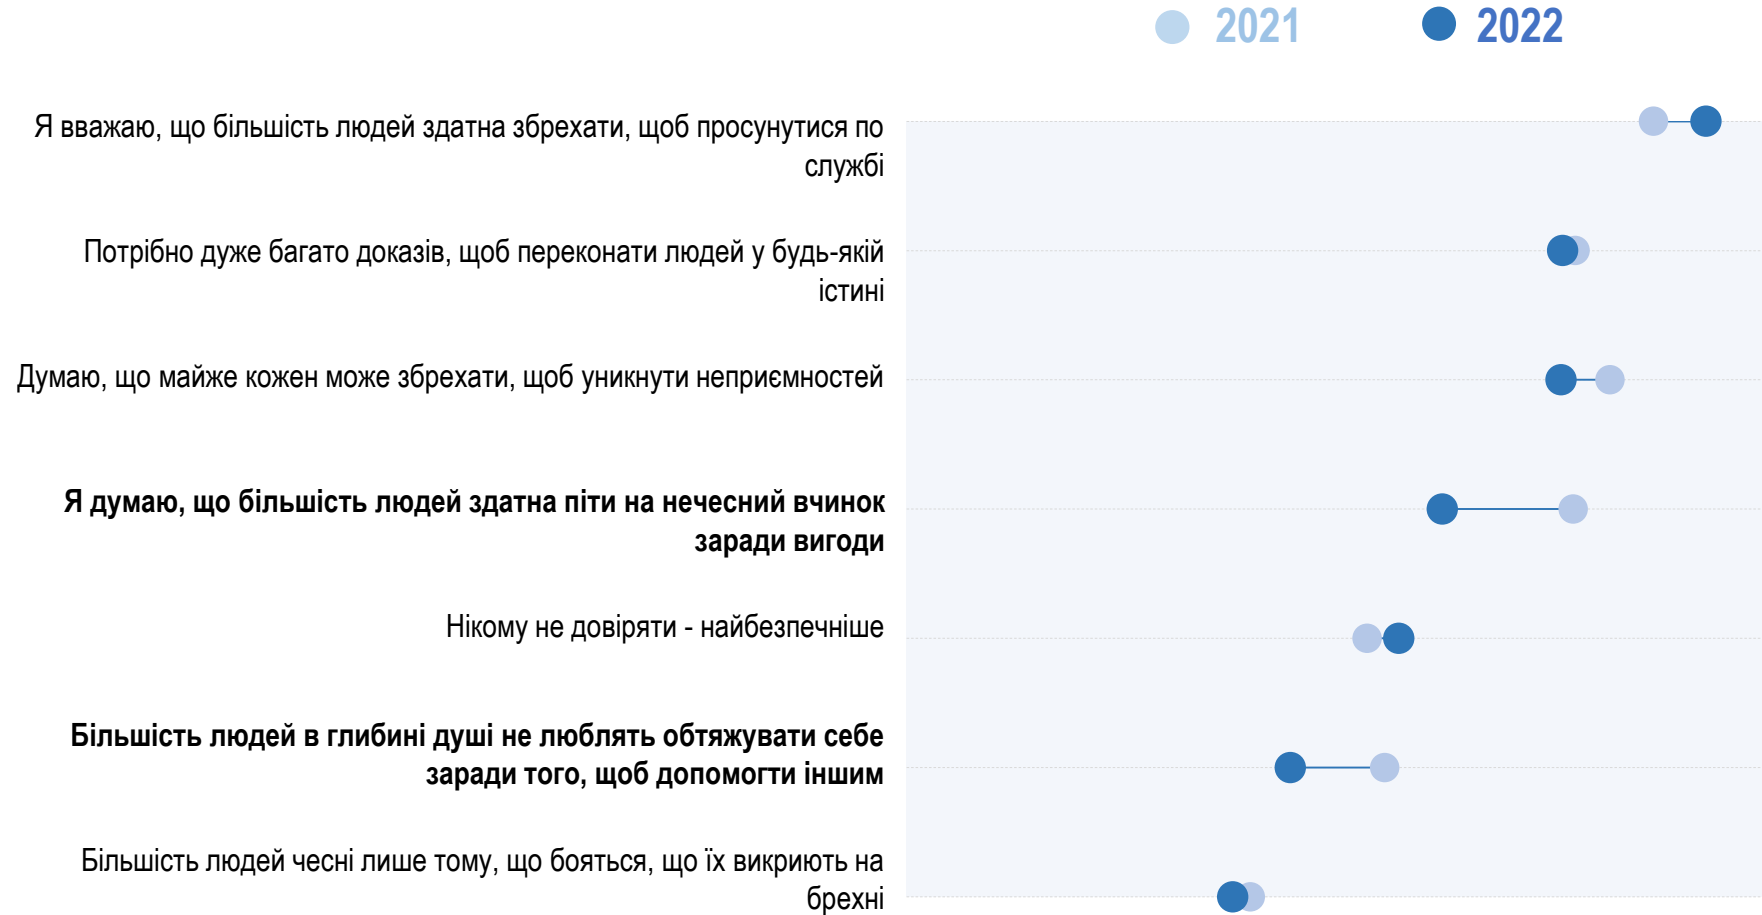 2021 2022
Я вважаю, що більшість людей здатна збрехати, щоб просунутися по
службі
Потрібно дуже багато доказів, щоб переконати людей у будь-якій
істині
Думаю, що майже кожен може збрехати, щоб уникнути неприємностей
Я думаю, що більшість людей здатна піти на нечесний вчинок
заради вигоди
Нікому не довіряти - найбезпечніше
Більшість людей в глибині душі не люблять обтяжувати себе
заради того, щоб допомогти іншим
Більшість людей чесні лише тому, що бояться, що їх викриють на
брехні